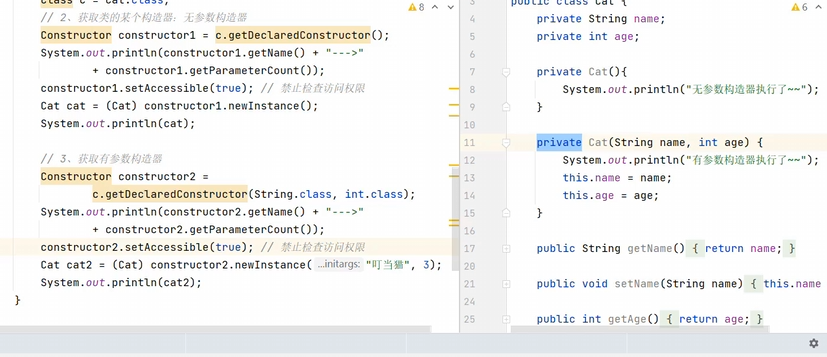 Class c = Cat.class;
// 2、获取类的某个构造器：无参数构造器
Constructor constructor1 = c.getDeclaredConstructor();
System.out.println(constructor1.getName() + "--->"
+ constructor1.getParameterCount());
constructor1.setAccessible(true); // 禁止检查访问权限
Cat cat = (Cat) constructor1.newInstance();
System.out.println(cat);
// 3、获取有参数构造器
Constructor constructor2 =
c.getDeclaredConstructor(String.class, int.class);
System.out.println(constructor2.getName() + "--->"
+ constructor2.getParameterCount());
constructor2.setAccessible(true); // 禁止检查访问权限
Cat cat2 = (Cat) constructor2.newInstance( ...initargs: "叮当猫", 3);
System.out.println(cat2);
}
8
3 public class Cat {
4 private String name;
5 private int age;
6
7 private Cat(){
8 System.out.println("无参数构造器执行了~~");
9 }
10
11 private Cat(String name, int age) {
12 System.out.println("有参数构造器执行了~~");
13 this.name = name;
14 this.age = age;
15 }
16
17 public String getName() { return name; }
20
21 public void setName(String name) { this.name
24
25 public int getAge() { return age; }
6